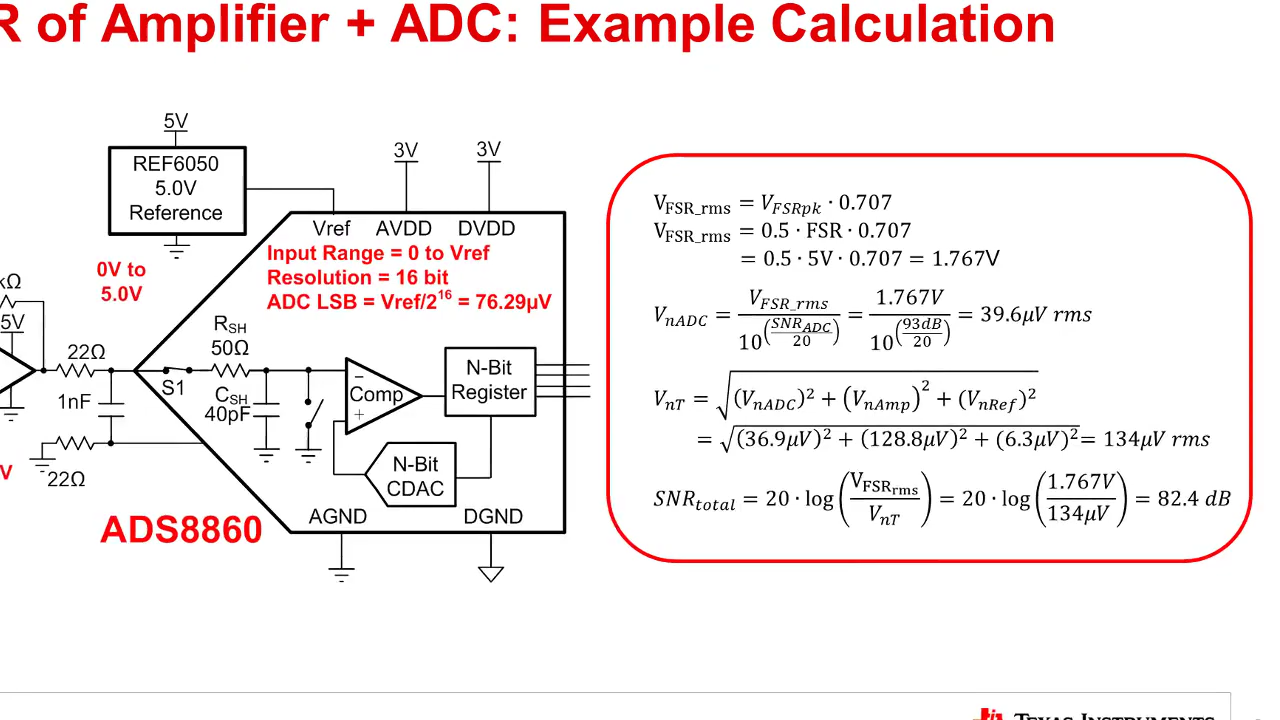 R of Amplifier + ADC: Example Calculation
5V
REF6050
5.0V
Reference
3V
3V
Vref
AVDD
DVDD
Input Range = 0 to Vref
Resolution = 16 bit
ADC LSB = Vref/2^16 = 76.29µV
0V to
5.0V
kΩ
5V
22Ω
1nF
22Ω
V
S1
R_SH
50Ω
C_SH
40pF
Comp
−
+
N-Bit
Register
N-Bit
CDAC
AGND
DGND
ADS8860
V_FSR_rms = V_FSRpk · 0.707
V_FSR_rms = 0.5 · FSR · 0.707
= 0.5 · 5V · 0.707 = 1.767V
V_nADC = V_FSR_rms / 10^(SNR_ADC/20) = 1.767V / 10^(93dB/20) = 39.6µV rms
V_nT = √((V_nADC)² + (V_nAmp)² + (V_nRef)²)
= √((36.9µV)² + (128.8µV)² + (6.3µV)²) = 134µV rms
SNR_total = 20 · log(V_FSR_rms / V_nT) = 20 · log(1.767V / 134µV) = 82.4 dB
TEXAS INSTRUMENTS